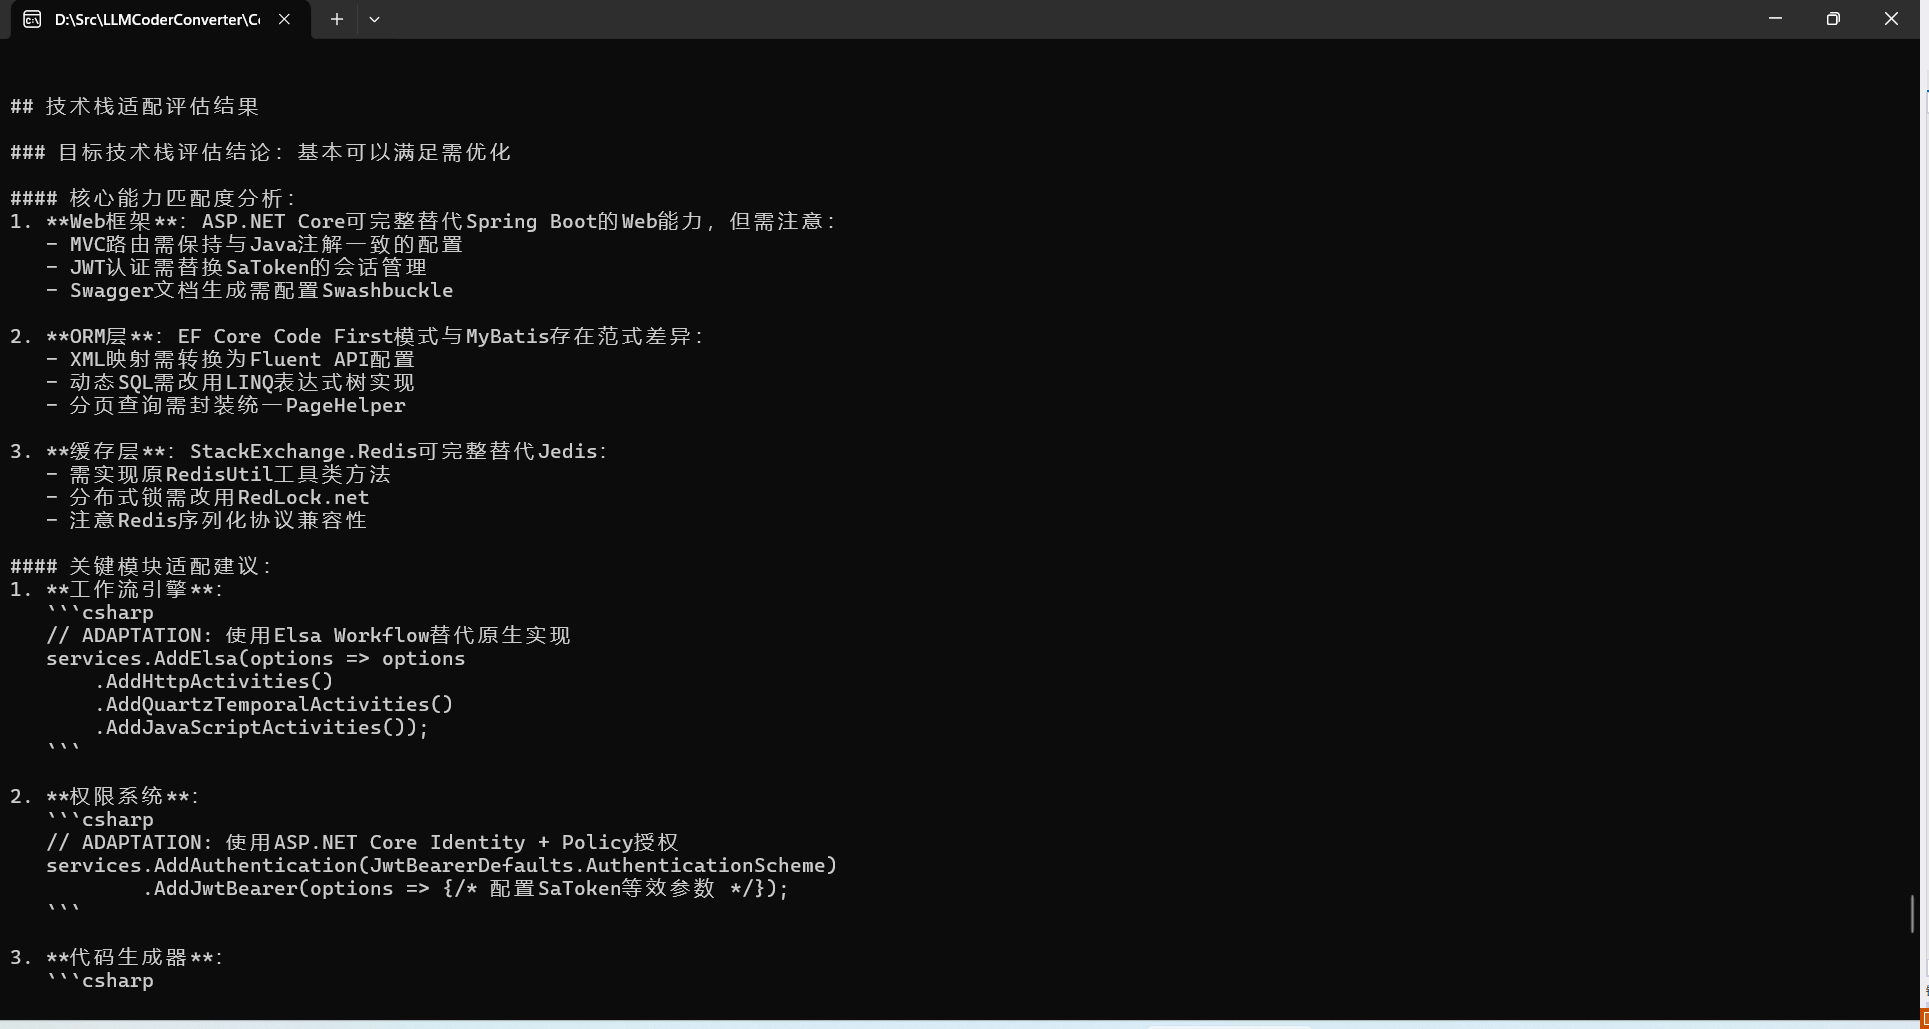 D:\Src\LLMCoderConverter\Co
## 技术栈适配评估结果
### 目标技术栈评估结论：基本可以满足需优化
#### 核心能力匹配度分析：
1. **Web框架**：ASP.NET Core可完整替代Spring Boot的Web能力，但需注意：
- MVC路由需保持与Java注解一致的配置
- JWT认证需替换SaToken的会话管理
- Swagger文档生成需配置Swashbuckle
2. **ORM层**：EF Core Code First模式与MyBatis存在范式差异：
- XML映射需转换为Fluent API配置
- 动态SQL需改用LINQ表达式树实现
- 分页查询需封装统一PageHelper
3. **缓存层**：StackExchange.Redis可完整替代Jedis：
- 需实现原RedisUtil工具类方法
- 分布式锁需改用RedLock.net
- 注意Redis序列化协议兼容性
#### 关键模块适配建议：
1. **工作流引擎**：
```csharp
// ADAPTATION: 使用Elsa Workflow替代原生实现
services.AddElsa(options => options
.AddHttpActivities()
.AddQuartzTemporalActivities()
.AddJavaScriptActivities());
```
2. **权限系统**：
```csharp
// ADAPTATION: 使用ASP.NET Core Identity + Policy授权
services.AddAuthentication(JwtBearerDefaults.AuthenticationScheme)
.AddJwtBearer(options => {/* 配置SaToken等效参数 */});
```
3. **代码生成器**：
```csharp